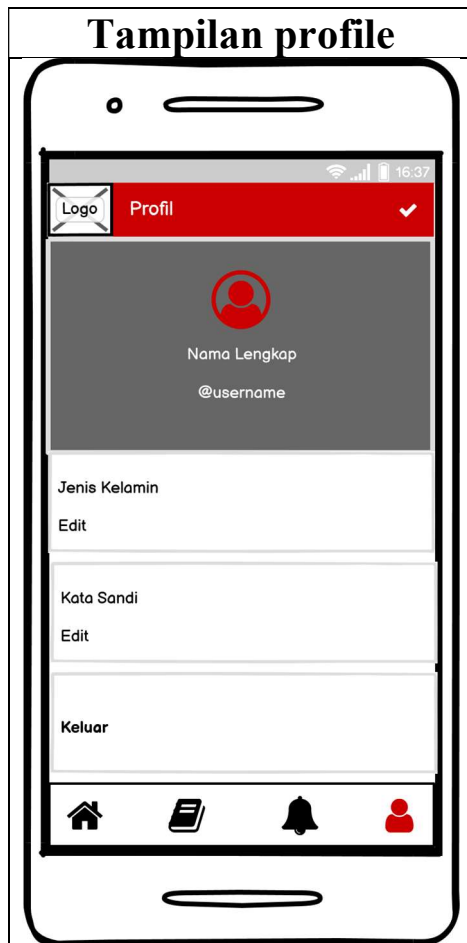 Tampilan profile
16:37
Logo
Profil
Nama Lengkap
@username
Jenis Kelamin
Edit
Kata Sandi
Edit
Keluar